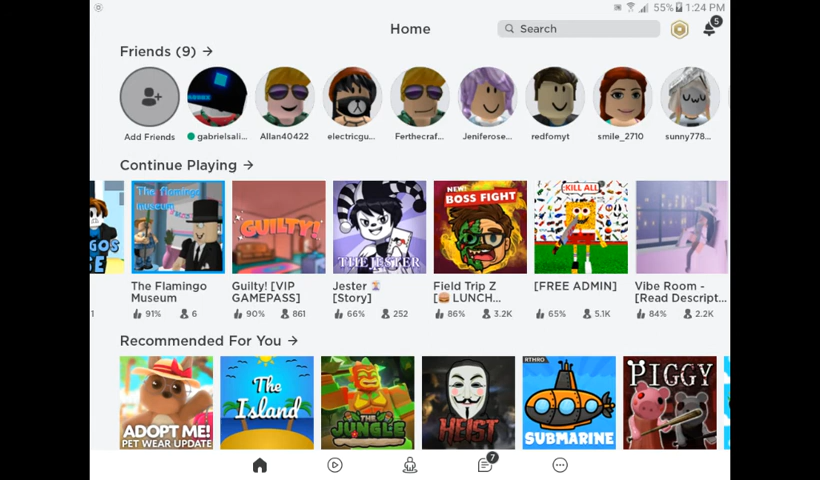 55% 1:24 PM
Home
Search
5
Friends (9) →
Add Friends
gabrielsali...
Allan40422
electricgu...
Ferthecraf...
Jeniferose...
redfomyt
smile_2710
sunny778...
Continue Playing →
The flamingo museum
GUILTY!
THE JESTER
NEW: BOSS FIGHT
:KILL ALL
The Flamingo Museum
Guilty! [VIP GAMEPASS]
Jester 🃏 [Story]
Field Trip Z [🍔 LUNCH...
[FREE ADMIN]
Vibe Room - [Read Descript...
1
91% 6
90% 861
66% 252
86% 3.2K
65% 5.1K
84% 2.2K
Recommended For You →
ADOPT ME!
PET WEAR UPDATE
The Island
THE JUNGLE
HEIST
RTHRO
SUBMARINE
PIGGY
7